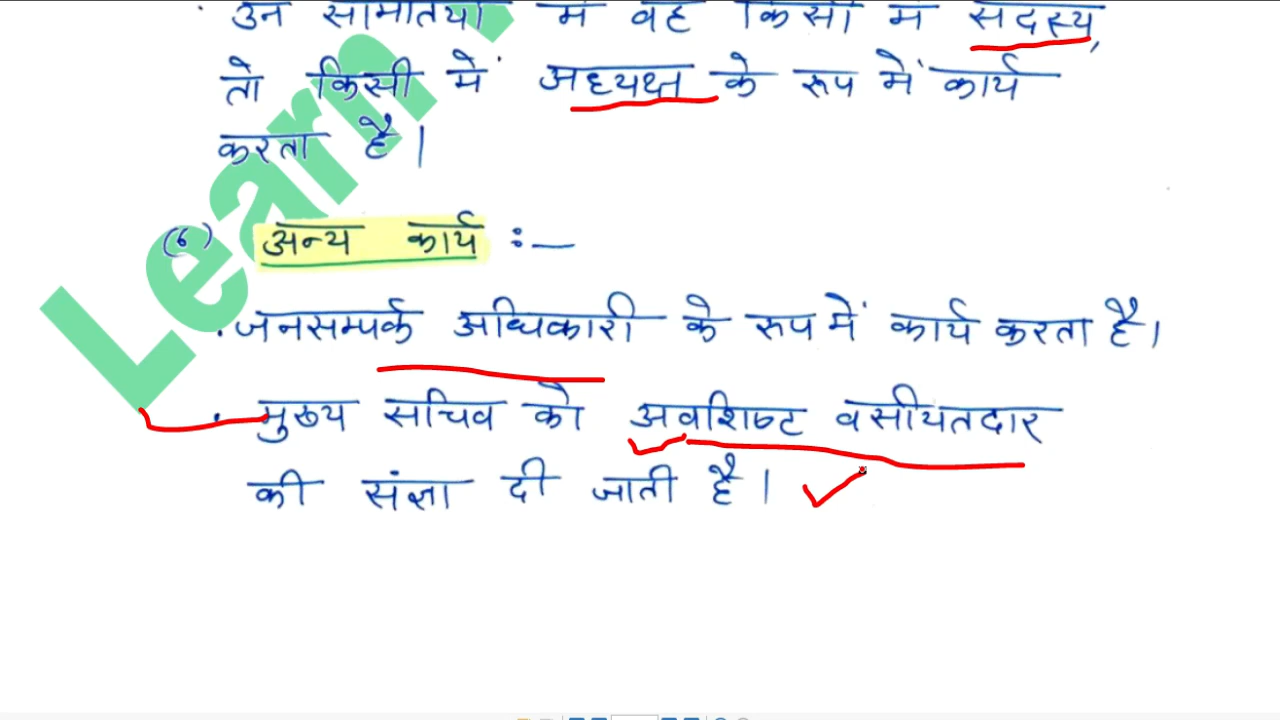 उन समितियों में वह किसी में सदस्य,
तो किसी में अध्यक्ष के रूप में कार्य
करता है।
(6) अन्य कार्य :—
· जनसम्पर्क अधिकारी के रूप में कार्य करता है।
· मुख्य सचिव को अवशिष्ट वसीयतदार
की संज्ञा दी जाती है।
Learn